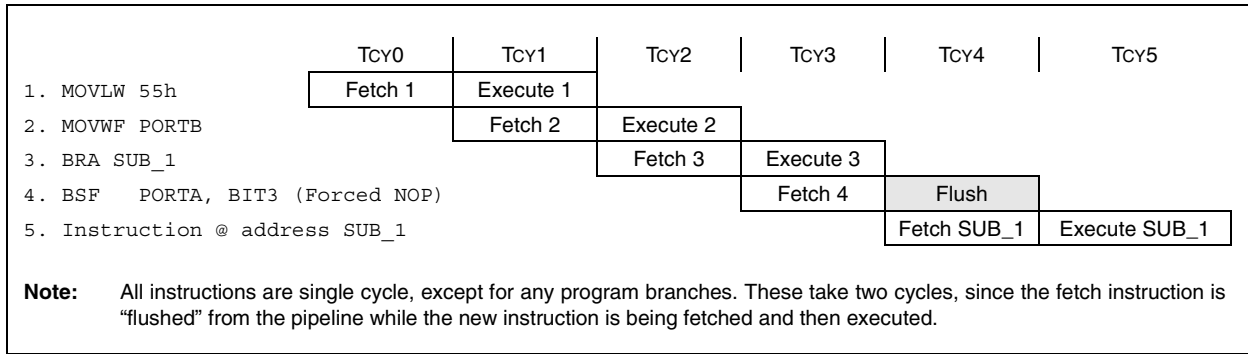 TCY0 TCY1 TCY2 TCY3 TCY4 TCY5
1. MOVLW 55h Fetch 1 Execute 1
2. MOVWF PORTB Fetch 2 Execute 2
3. BRA SUB_1 Fetch 3 Execute 3
4. BSF PORTA, BIT3 (Forced NOP) Fetch 4 Flush
5. Instruction @ address SUB_1 Fetch SUB_1 Execute SUB_1
Note: All instructions are single cycle, except for any program branches. These take two cycles, since the fetch instruction is
“flushed” from the pipeline while the new instruction is being fetched and then executed.